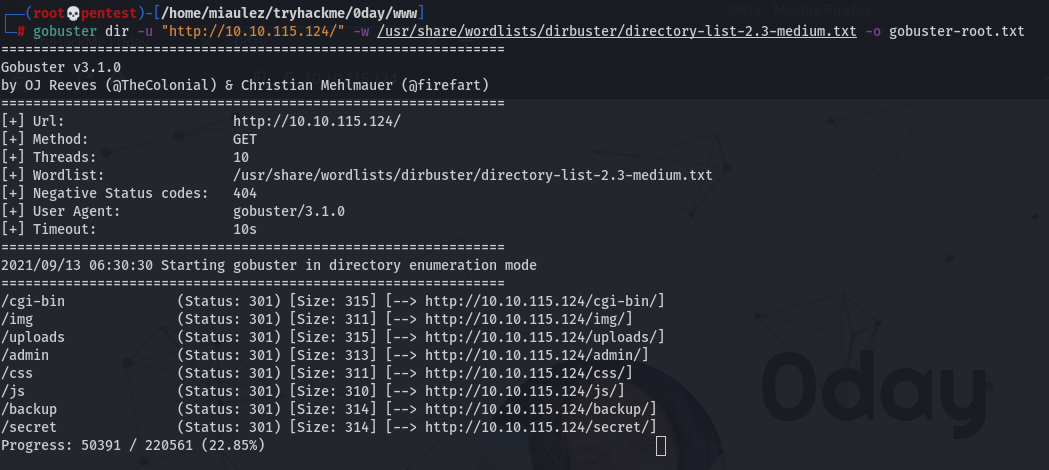 0day - Mozilla Firefox
┌──(root💀pentest)-[/home/miaulez/tryhackme/0day/www]
└─# gobuster dir -u "http://10.10.115.124/" -w /usr/share/wordlists/dirbuster/directory-list-2.3-medium.txt -o gobuster-root.txt
===============================================================
Gobuster v3.1.0
by OJ Reeves (@TheColonial) & Christian Mehlmauer (@firefart)
===============================================================
[+] Url:                     http://10.10.115.124/
[+] Method:                  GET
[+] Threads:                 10
[+] Wordlist:                /usr/share/wordlists/dirbuster/directory-list-2.3-medium.txt
[+] Negative Status codes:   404
[+] User Agent:              gobuster/3.1.0
[+] Timeout:                 10s
===============================================================
2021/09/13 06:30:30 Starting gobuster in directory enumeration mode
===============================================================
/cgi-bin              (Status: 301) [Size: 315] [--> http://10.10.115.124/cgi-bin/]
/img                  (Status: 301) [Size: 311] [--> http://10.10.115.124/img/]
/uploads              (Status: 301) [Size: 315] [--> http://10.10.115.124/uploads/]
/admin                (Status: 301) [Size: 313] [--> http://10.10.115.124/admin/]
/css                  (Status: 301) [Size: 311] [--> http://10.10.115.124/css/]
/js                   (Status: 301) [Size: 310] [--> http://10.10.115.124/js/]
/backup               (Status: 301) [Size: 314] [--> http://10.10.115.124/backup/]
/secret               (Status: 301) [Size: 314] [--> http://10.10.115.124/secret/]
Progress: 50391 / 220561 (22.85%)
0day